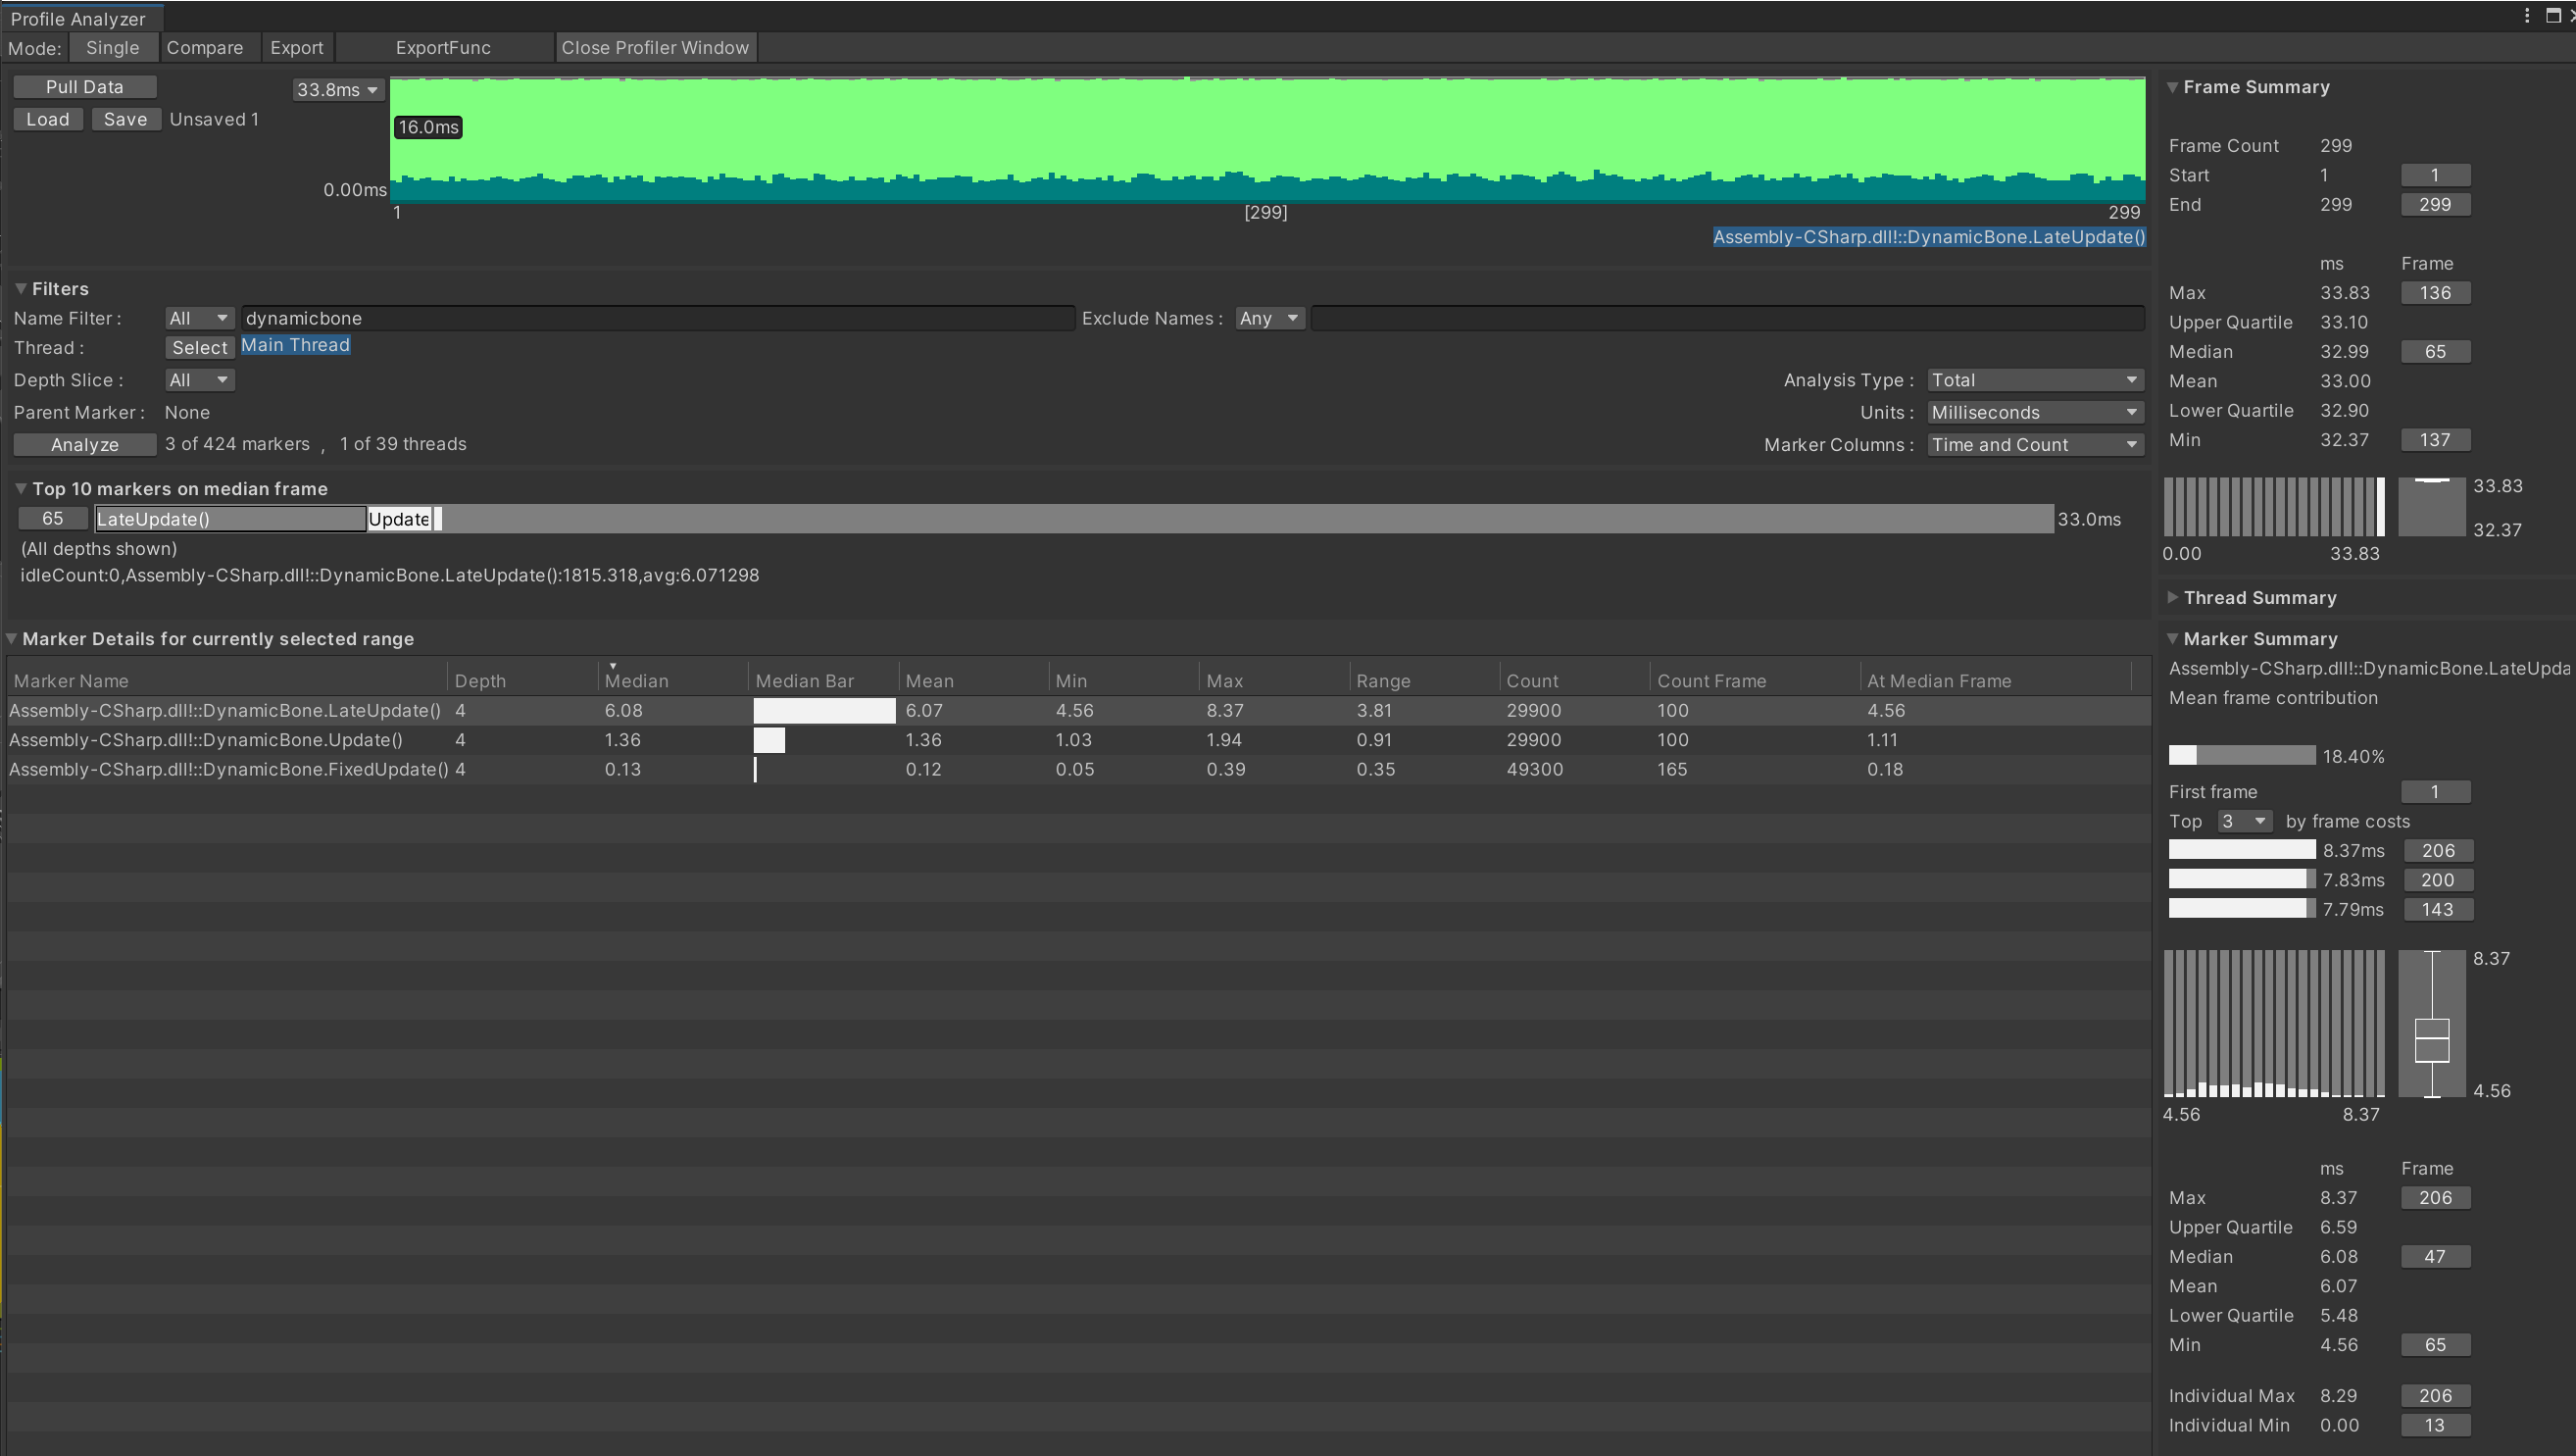 Profile Analyzer
Mode: Single Compare Export ExportFunc Close Profiler Window
Pull Data
Load Save Unsaved 1
33.8ms
16.0ms
0.00ms
1 [299] 299
Assembly-CSharp.dll!::DynamicBone.LateUpdate()
Filters
Name Filter : All dynamicbone Exclude Names : Any
Thread : Select Main Thread
Depth Slice : All Analysis Type : Total
Parent Marker : None Units : Milliseconds
Analyze 3 of 424 markers , 1 of 39 threads Marker Columns : Time and Count
Top 10 markers on median frame
65 LateUpdate() Update 33.0ms
(All depths shown)
idleCount:0,Assembly-CSharp.dll!::DynamicBone.LateUpdate():1815.318,avg:6.071298
Marker Details for currently selected range
Marker Name Depth Median Median Bar Mean Min Max Range Count Count Frame At Median Frame
Assembly-CSharp.dll!::DynamicBone.LateUpdate() 4 6.08 6.07 4.56 8.37 3.81 29900 100 4.56
Assembly-CSharp.dll!::DynamicBone.Update() 4 1.36 1.36 1.03 1.94 0.91 29900 100 1.11
Assembly-CSharp.dll!::DynamicBone.FixedUpdate() 4 0.13 0.12 0.05 0.39 0.35 49300 165 0.18
Frame Summary
Frame Count 299
Start 1 1
End 299 299
ms Frame
Max 33.83 136
Upper Quartile 33.10
Median 32.99 65
Mean 33.00
Lower Quartile 32.90
Min 32.37 137
33.83
32.37
0.00 33.83
Thread Summary
Marker Summary
Assembly-CSharp.dll!::DynamicBone.LateUpda
Mean frame contribution
18.40%
First frame 1
Top 3 by frame costs
8.37ms 206
7.83ms 200
7.79ms 143
8.37
4.56
4.56 8.37
ms Frame
Max 8.37 206
Upper Quartile 6.59
Median 6.08 47
Mean 6.07
Lower Quartile 5.48
Min 4.56 65
Individual Max 8.29 206
Individual Min 0.00 13